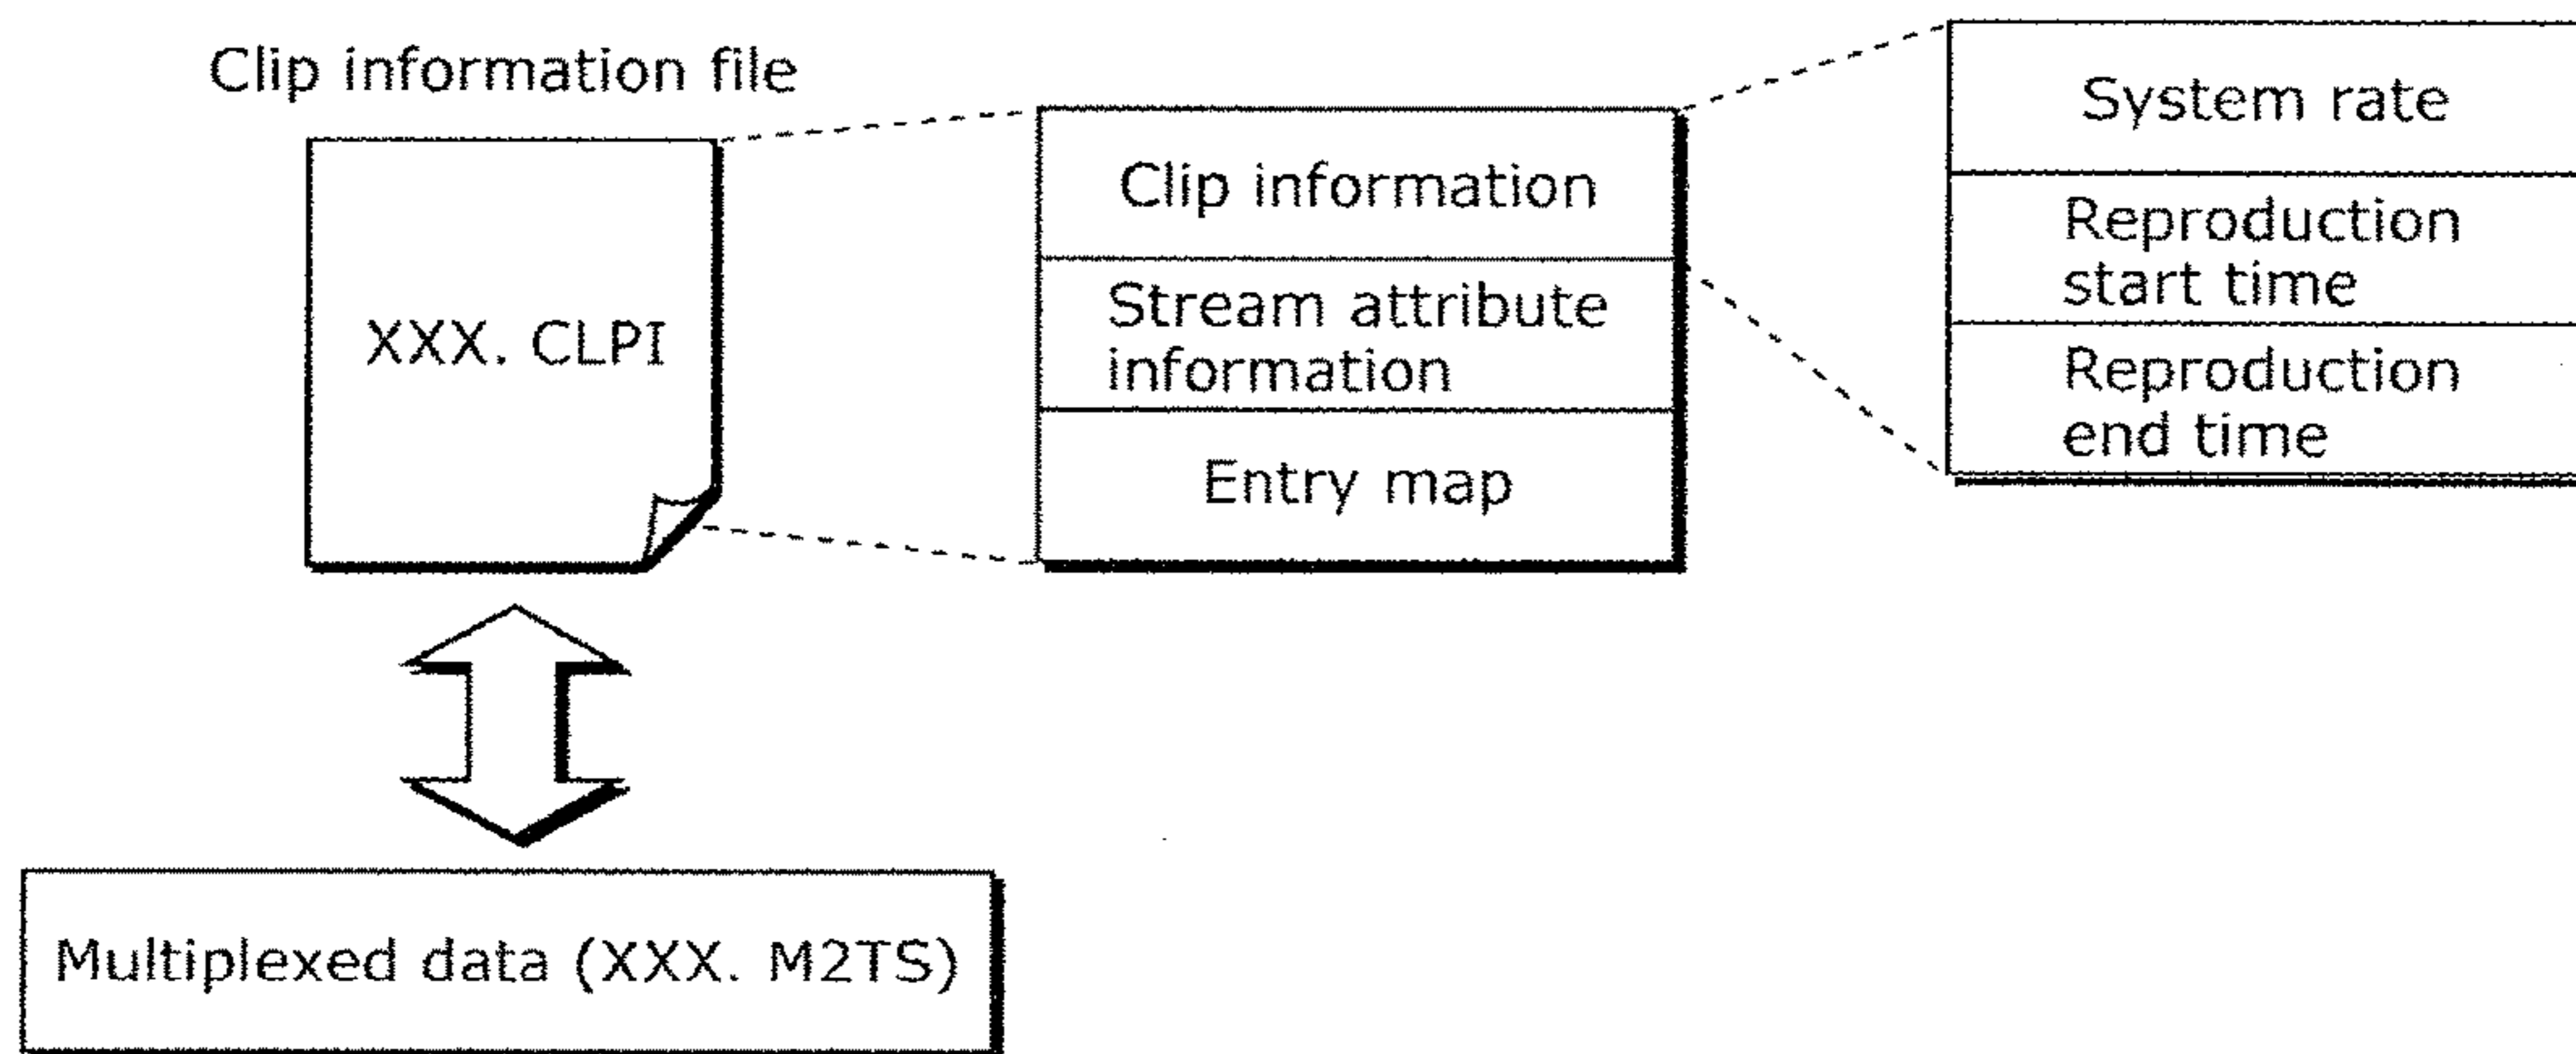 Clip information file
XXX. CLPI
Clip information
Stream attribute
information
Entry map
System rate
Reproduction
start time
Reproduction
end time
Multiplexed data (XXX. M2TS)